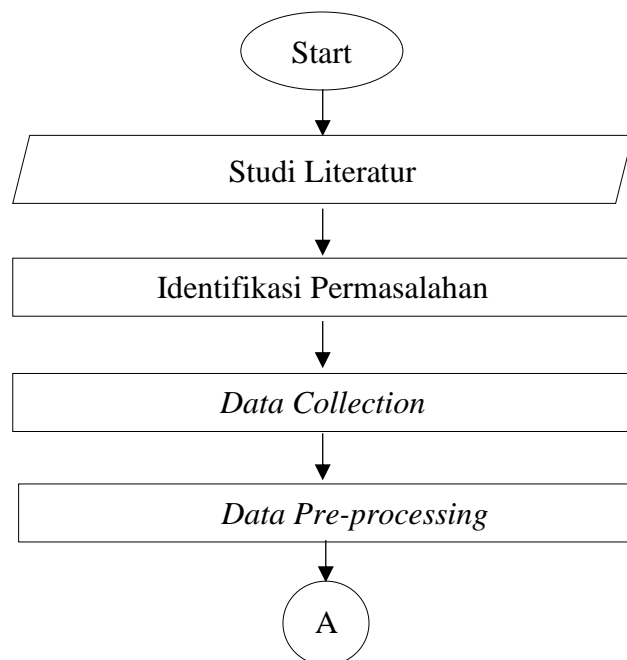 Start
Studi Literatur
Identifikasi Permasalahan
Data Collection
Data Pre-processing
A